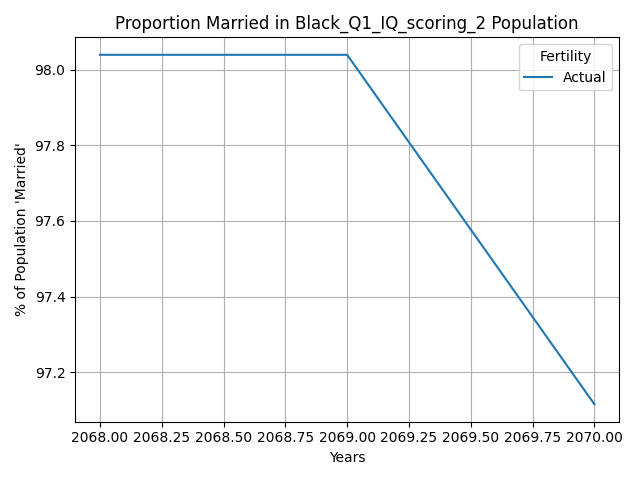 Proportion Married in Black_Q1_IQ_scoring_2 Population
Fertility
Actual
% of Population 'Married'
98.0
97.8
97.6
97.4
97.2
2068.00 2068.25 2068.50 2068.75 2069.00 2069.25 2069.50 2069.75 2070.00
Years